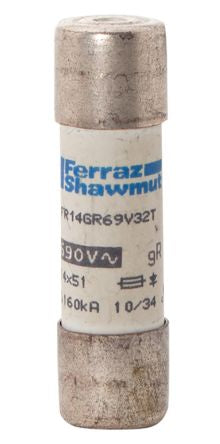 Ferraz
Shawmut
FR14GR69V32T
690V~ gR
14x51
160kA 10/34